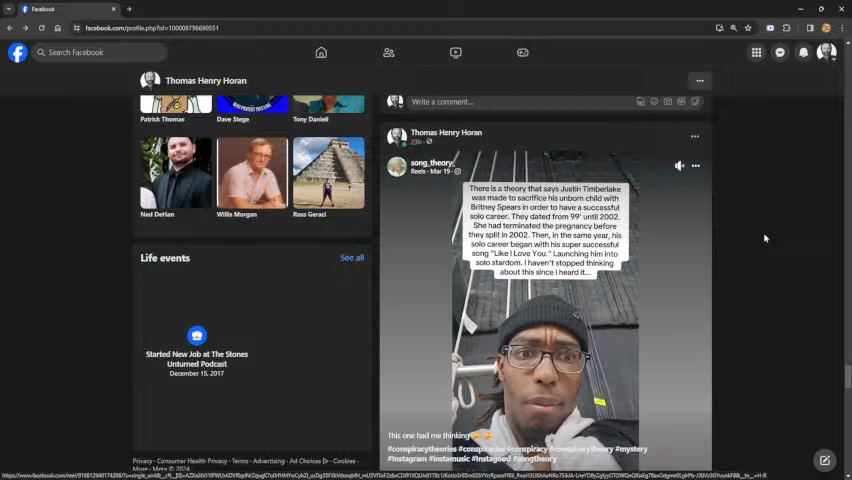 Facebook
facebook.com/profile.php?id=100008796690551
Search Facebook
Thomas Henry Horan
Patrick Thomas
Dave Stege
Tony Danieli
Ned DeHan
Willis Morgan
Ross Geraci
Life events
See all
Started New Job at The Stones
Unturned Podcast
December 15, 2017
Privacy · Consumer Health Privacy · Terms · Advertising · Ad Choices · Cookies ·
More · Meta © 2024
Write a comment...
Thomas Henry Horan
23h
song_theory_
Reels · Mar 19
There is a theory that says Justin Timberlake
was made to sacrifice his unborn child with
Britney Spears in order to have a successful
solo career. They dated from 99' until 2002.
She had terminated the pregnancy before
they split in 2002. Then, in the same year, his
solo career began with his super successful
song "Like I Love You." Launching him into
solo stardom. I haven't stopped thinking
about this since I heard it...
This one had me thinking
#conspiracytheories #conspiracies #conspiracy #conspiracytheory #mystery
#instagram #instamusic #instagood #songtheory